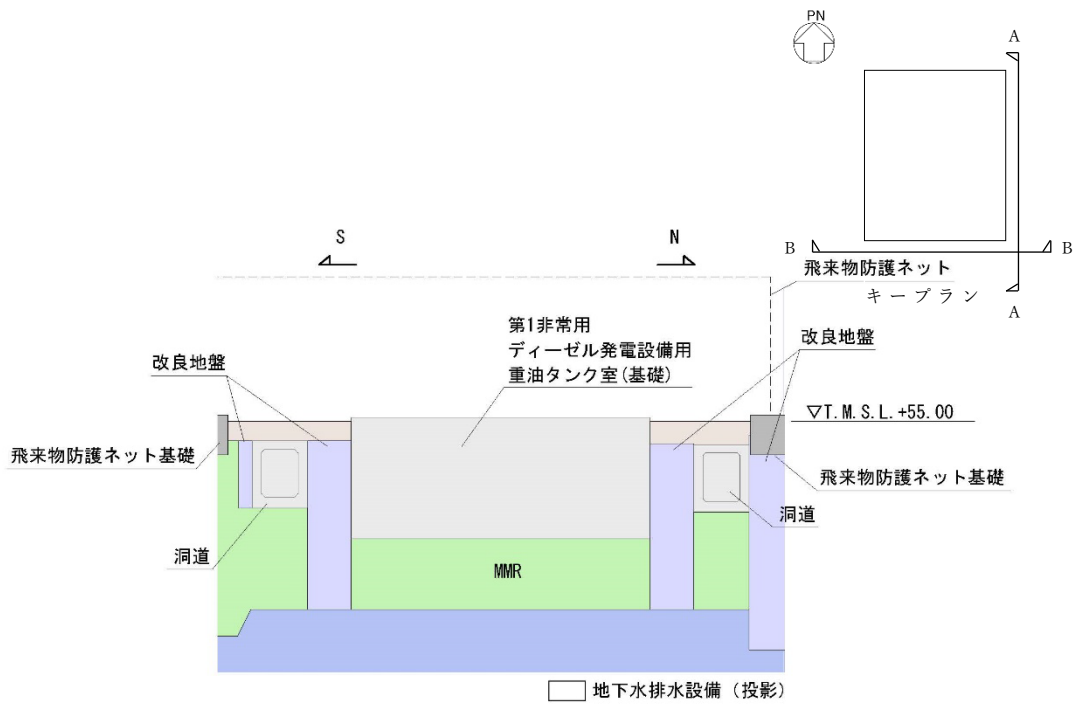 PN
A
B
B
キープラン
A
S
N
飛来物防護ネット
第1非常用
ディーゼル発電設備用
重油タンク室(基礎)
改良地盤
改良地盤
▽T.M.S.L.+55.00
飛来物防護ネット基礎
飛来物防護ネット基礎
洞道
洞道
MMR
地下水排水設備（投影）